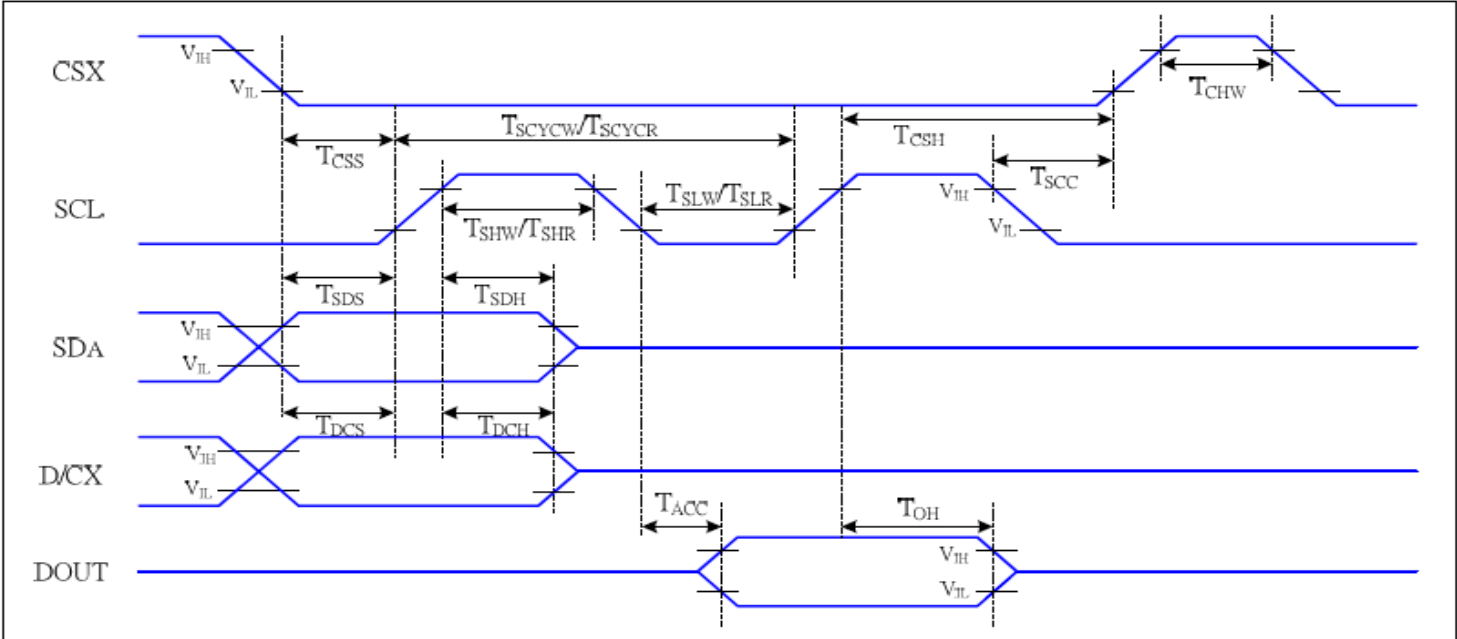 CSX
VIH
VIL
TCHW
TSCYCW/TSCYCR
TCSS
TCSH
TSCC
SCL
TSLW/TSLR
VIH
TSHW/TSHR
VIL
TSDS
TSDH
SDA
VIH
VIL
TDCS
TDCH
D/CX
VIH
VIL
TACC
TOH
DOUT
VIH
VIL